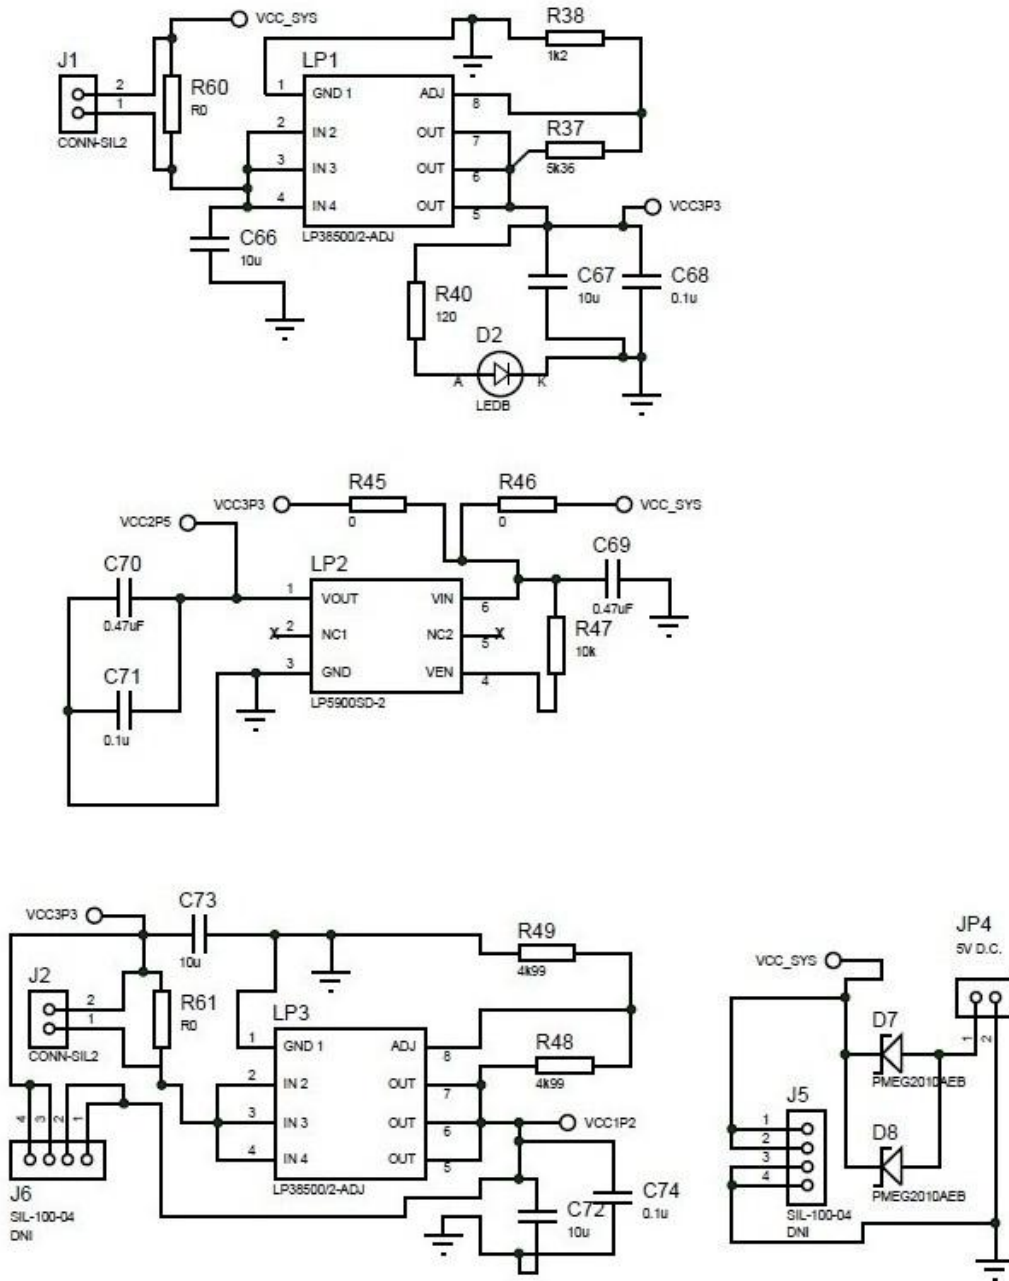 VCC_SYS
R38
1k2
J1
2
1
CONN-SIL2
R60
R0
LP1
1 GND 1 ADJ 8
2 IN 2 OUT 7
3 IN 3 OUT 6
4 IN 4 OUT 5
LP38500/2-ADJ
R37
5k36
VCC3P3
C66
10u
C67
10u
C68
0.1u
R40
120
D2
A K
LEDB
VCC3P3
R45
0
R46
0
VCC_SYS
VCC2P5
C70
0.47uF
C71
0.1u
LP2
1 VOUT VIN 6
2 NC1 NC2 5
3 GND VEN 4
LP5900SD-2
C69
0.47uF
R47
10k
VCC3P3
C73
10u
R49
4k99
J2
2
1
CONN-SIL2
R61
R0
LP3
1 GND 1 ADJ 8
2 IN 2 OUT 7
3 IN 3 OUT 6
4 IN 4 OUT 5
LP38500/2-ADJ
R48
4k99
VCC1P2
4 3 2 1
J6
SIL-100-04
DNI
C72
10u
C74
0.1u
VCC_SYS
JP4
5V D.C.
1 2
D7
PMEG2010AEB
D8
PMEG2010AEB
J5
1
2
3
4
SIL-100-04
DNI